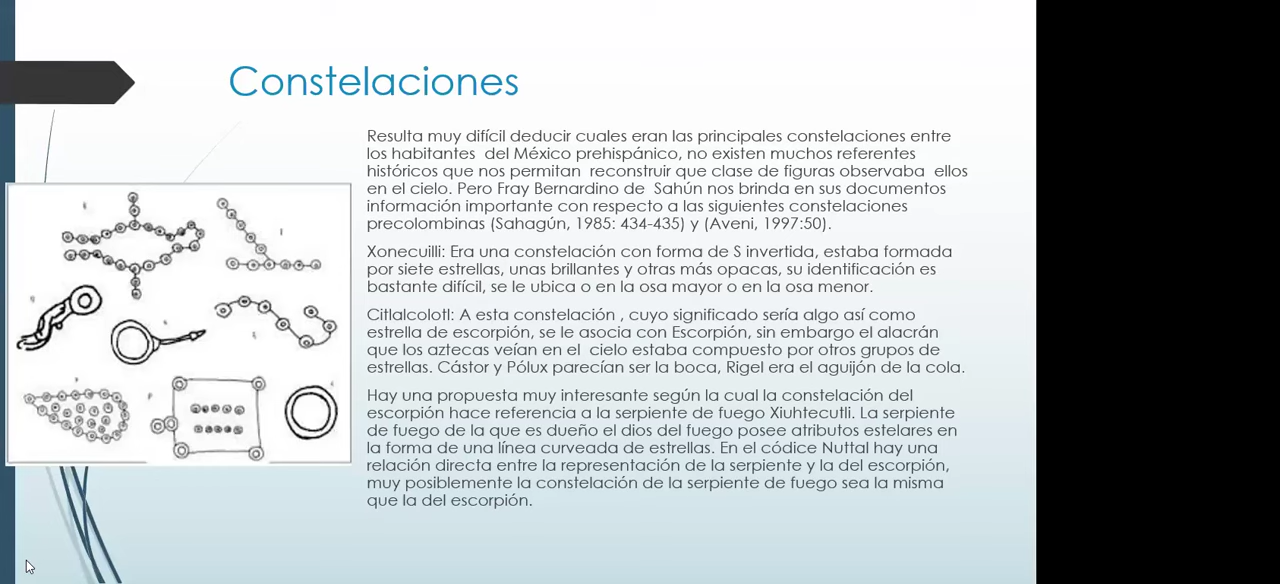 Constelaciones
Resulta muy difícil deducir cuales eran las principales constelaciones entre
los habitantes del México prehispánico, no existen muchos referentes
históricos que nos permitan reconstruir que clase de figuras observaba ellos
en el cielo. Pero Fray Bernardino de Sahún nos brinda en sus documentos
información importante con respecto a las siguientes constelaciones
precolombinas (Sahagún, 1985: 434-435) y (Aveni, 1997:50).
Xonecuilli: Era una constelación con forma de S invertida, estaba formada
por siete estrellas, unas brillantes y otras más opacas, su identificación es
bastante difícil, se le ubica o en la osa mayor o en la osa menor.
Citlalcolotl: A esta constelación , cuyo significado sería algo así como
estrella de escorpión, se le asocia con Escorpión, sin embargo el alacrán
que los aztecas veían en el cielo estaba compuesto por otros grupos de
estrellas. Cástor y Pólux parecían ser la boca, Rigel era el aguijón de la cola.
Hay una propuesta muy interesante según la cual la constelación del
escorpión hace referencia a la serpiente de fuego Xiuhtecutli. La serpiente
de fuego de la que es dueño el dios del fuego posee atributos estelares en
la forma de una línea curveada de estrellas. En el códice Nuttal hay una
relación directa entre la representación de la serpiente y la del escorpión,
muy posiblemente la constelación de la serpiente de fuego sea la misma
que la del escorpión.